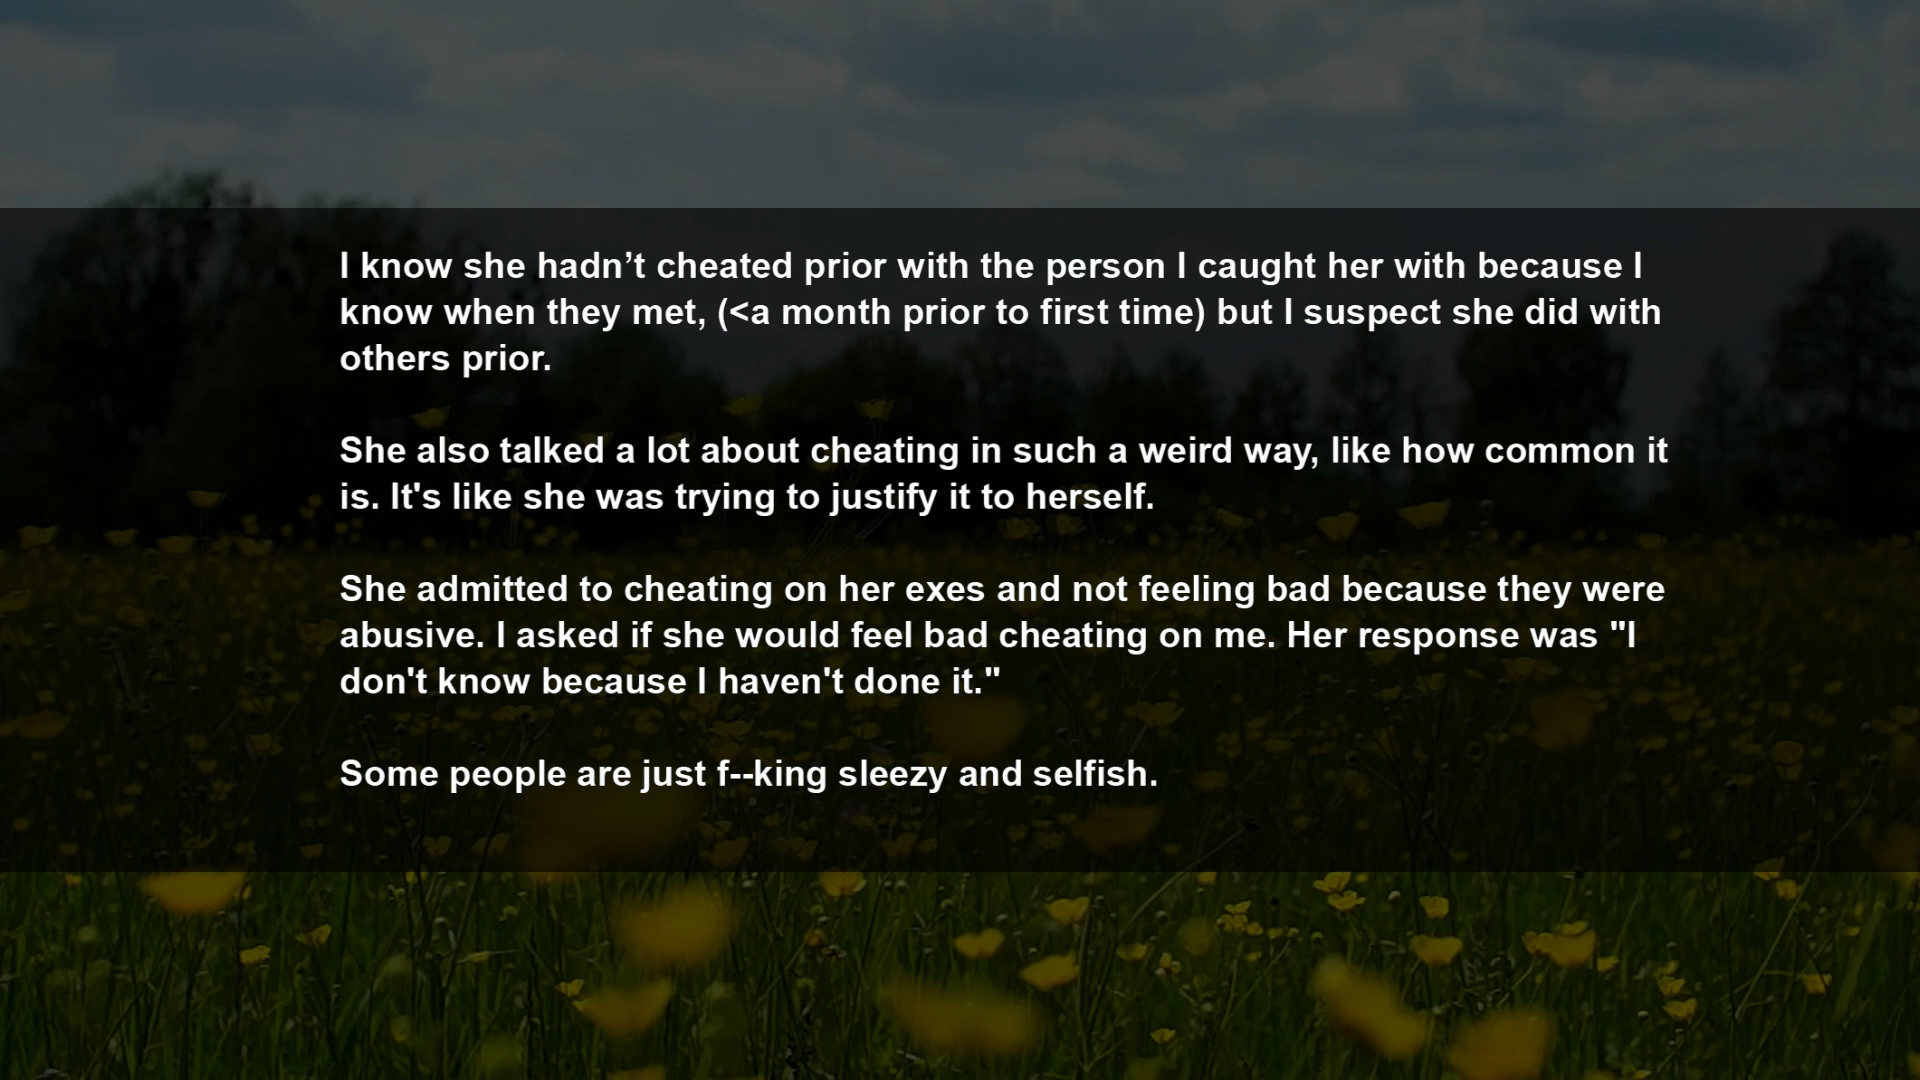 I know she hadn’t cheated prior with the person I caught her with because I
know when they met, (<a month prior to first time) but I suspect she did with
others prior.
She also talked a lot about cheating in such a weird way, like how common it
is. It's like she was trying to justify it to herself.
She admitted to cheating on her exes and not feeling bad because they were
abusive. I asked if she would feel bad cheating on me. Her response was "I
don't know because I haven't done it."
Some people are just f--king sleezy and selfish.